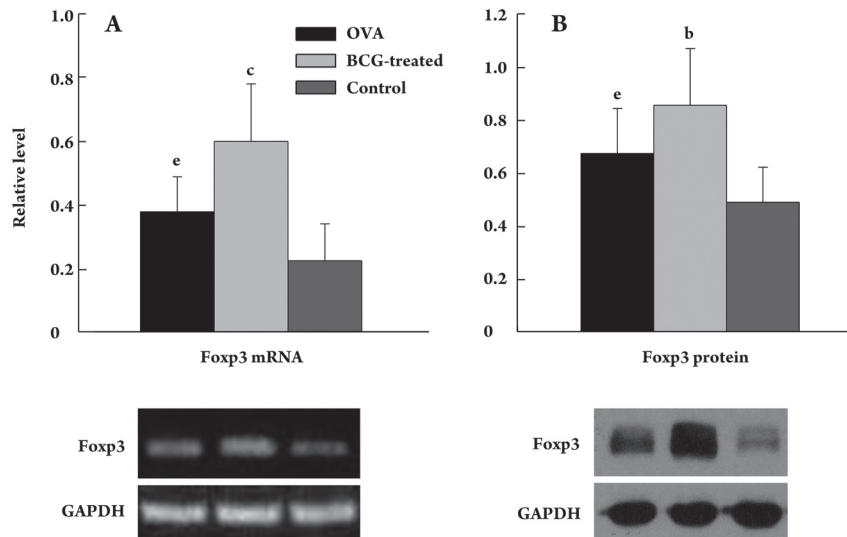 A
B
1.0
0.8
0.6
0.4
0.2
0
Relative level
OVA
BCG-treated
Control
e
c
Foxp3 mRNA
1.2
1.0
0.8
0.6
0.4
0.2
0
e
b
Foxp3 protein
Foxp3
GAPDH
Foxp3
GAPDH